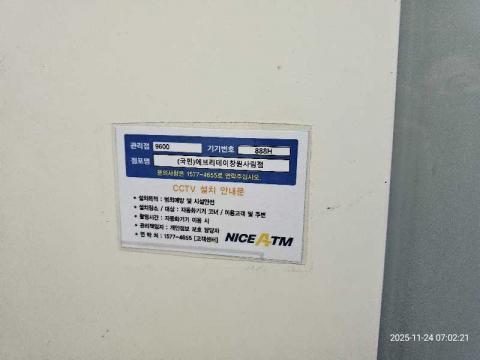 관리점 9600 기기번호 888H
점포명 (국민)에브리데이창원사림점
문의사항은 1577-4655로 연락주십시오.
CCTV 설치 안내문
• 설치목적 : 범죄예방 및 시설안전
• 설치장소 / 대상 : 자동화기기 코너 / 이용고객 및 주변
• 촬영시간 : 자동화기기 이용 시
• 관리책임자 : 개인정보 보호 담당자
• 연 락 처 : 1577-4655 [고객센터]
NICE ATM
2025-11-24 07:02:21